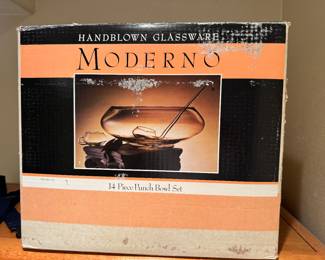 HANDBLOWN GLASSWARE
MODERNO
14 Piece Punch Bowl Set